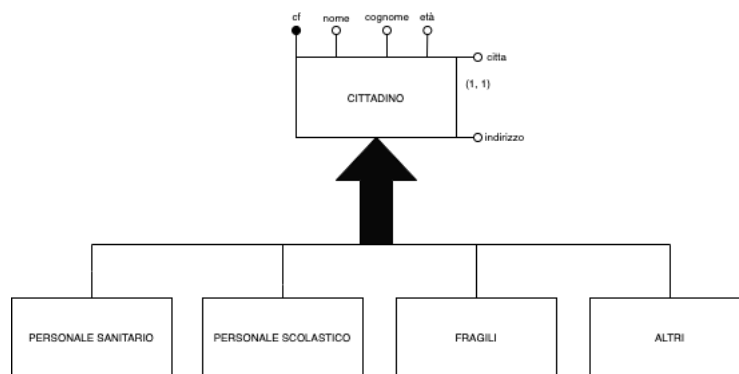 cf nome cognome età
citta
(1, 1)
CITTADINO
indirizzo
PERSONALE SANITARIO PERSONALE SCOLASTICO FRAGILI ALTRI